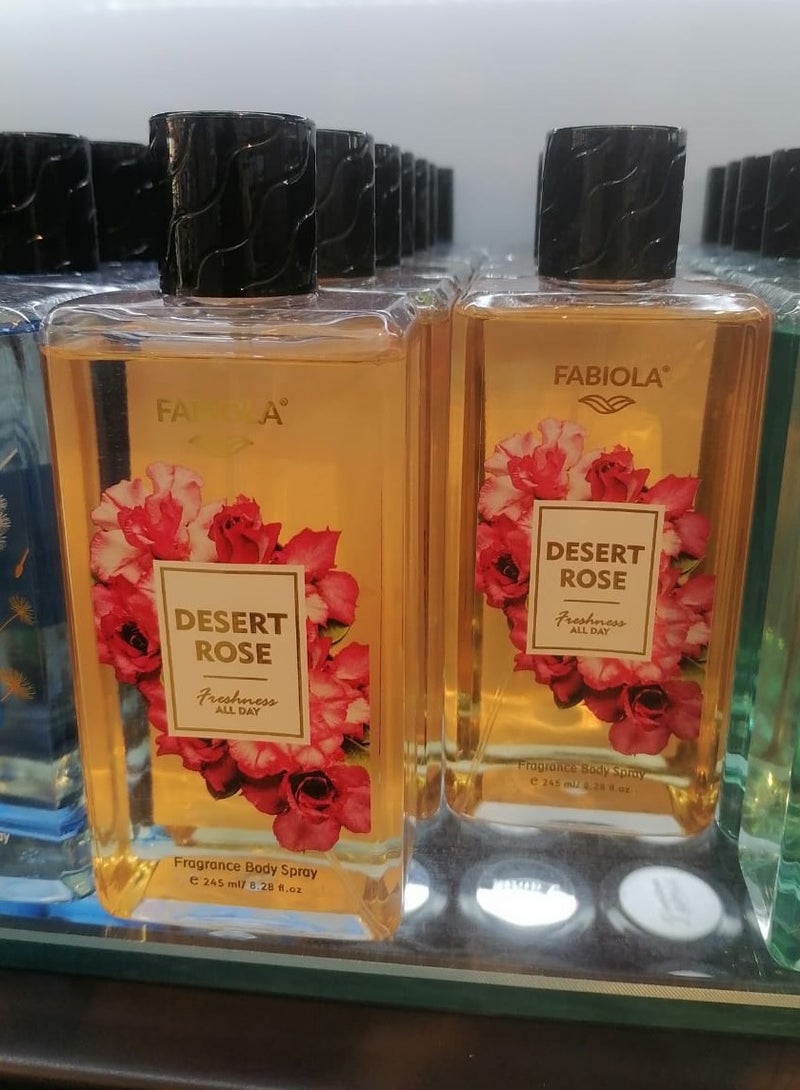 FABIOLA®
DESERT
ROSE
Freshness
ALL DAY
Fragrance Body Spray
℮ 245 ml/ 8.28 fl.oz
FABIOLA®
DESERT
ROSE
Freshness
ALL DAY
Fragrance Body Spray
℮ 245 ml/ 8.28 fl.oz